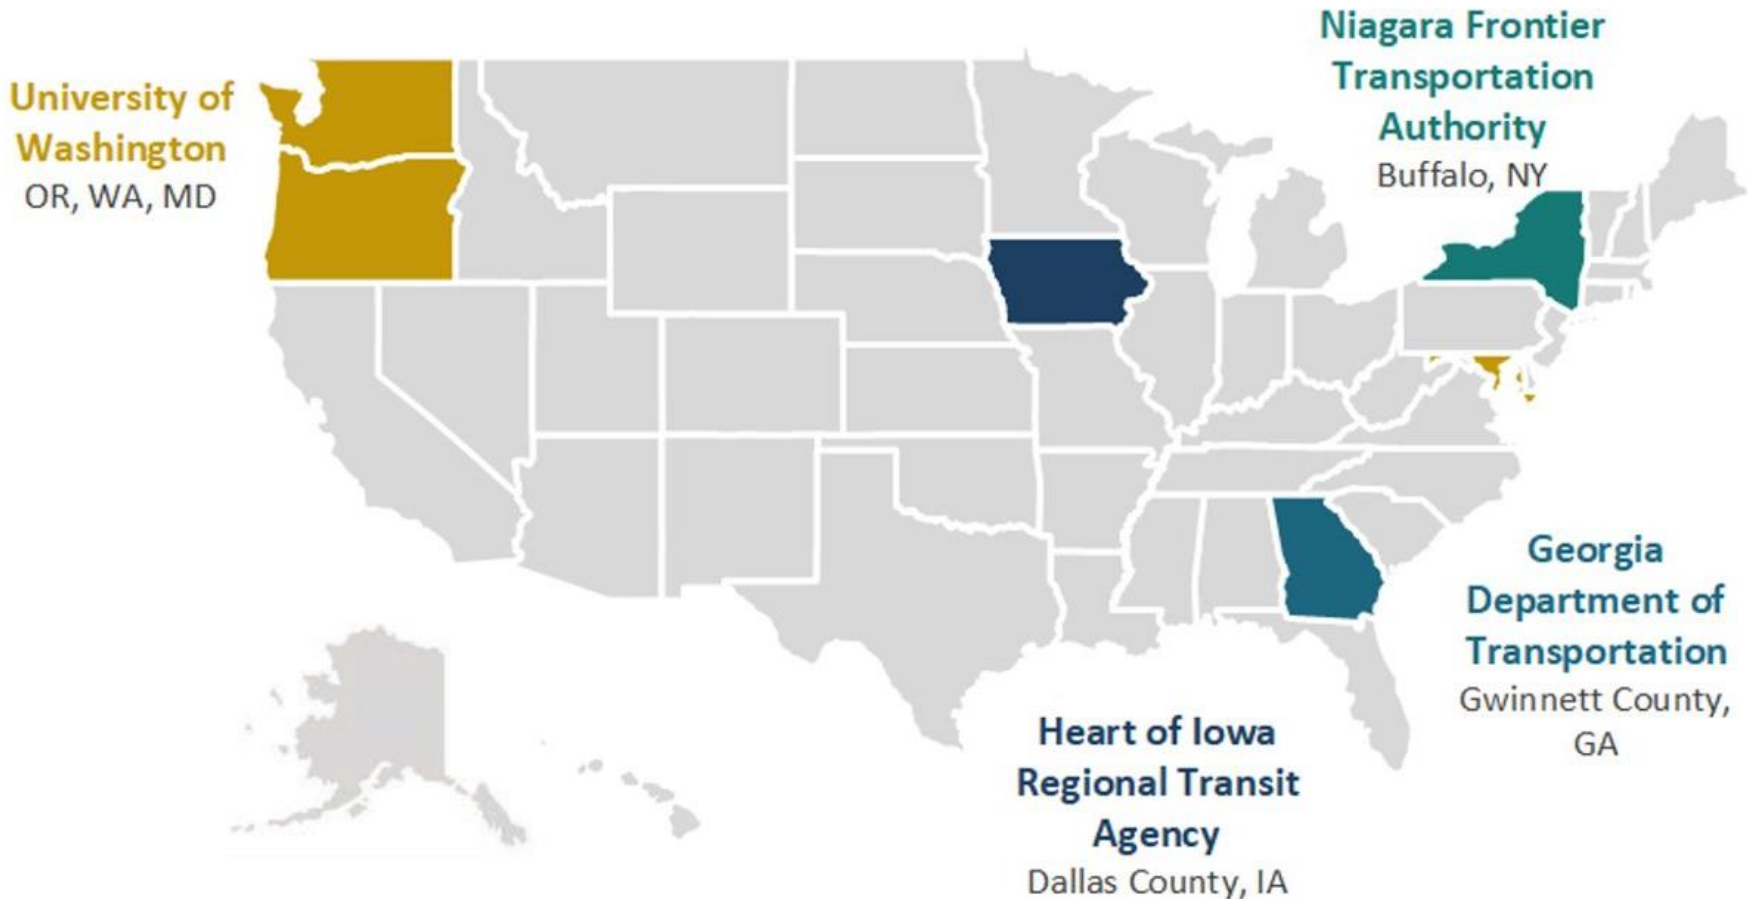 University of
Washington
OR, WA, MD
Niagara Frontier
Transportation
Authority
Buffalo, NY
Georgia
Department of
Transportation
Gwinnett County,
GA
Heart of Iowa
Regional Transit
Agency
Dallas County, IA